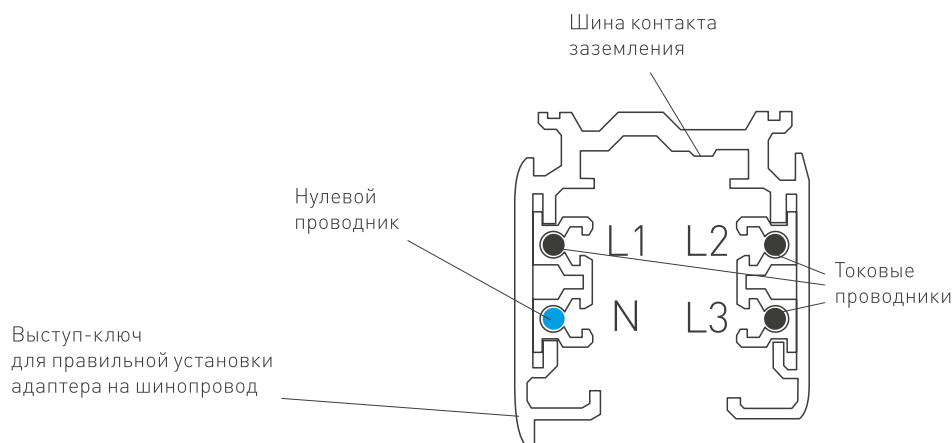 Шина контакта
заземления
Нулевой
проводник
L1
L2
Токовые
проводники
N
L3
Выступ-ключ
для правильной установки
адаптера на шинопровод